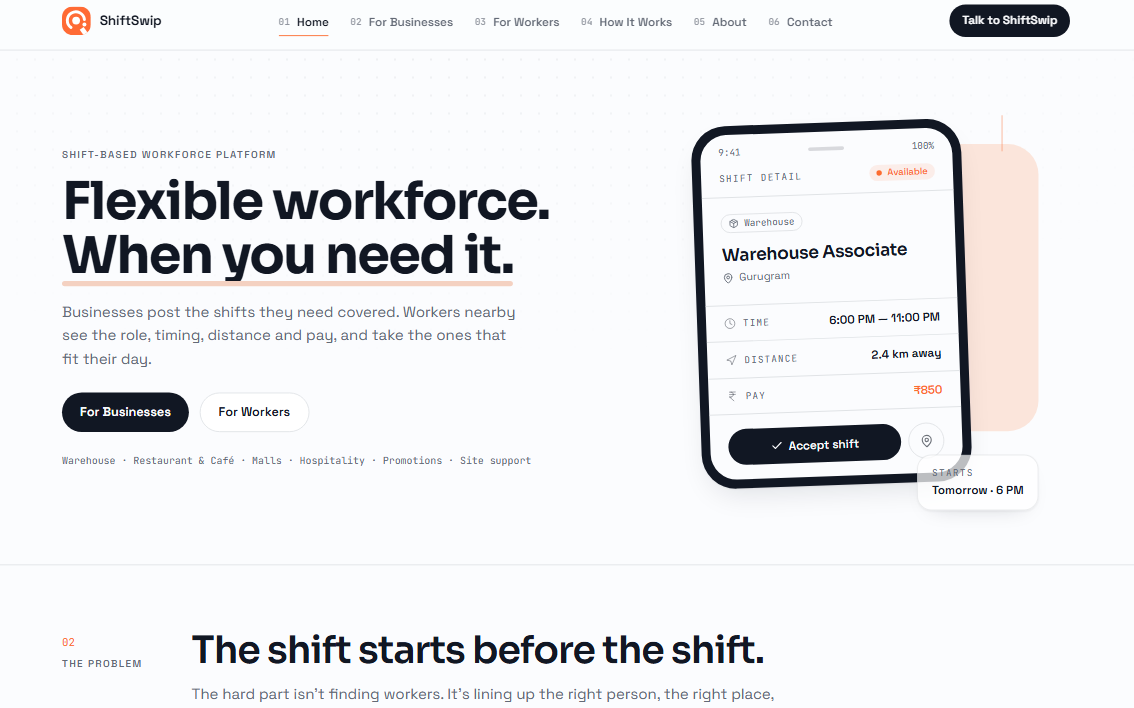 ShiftSwip
01 Home
02 For Businesses
03 For Workers
04 How It Works
05 About
06 Contact
Talk to ShiftSwip
SHIFT-BASED WORKFORCE PLATFORM
Flexible workforce.
When you need it.
Businesses post the shifts they need covered. Workers nearby
see the role, timing, distance and pay, and take the ones that
fit their day.
For Businesses
For Workers
Warehouse · Restaurant & Café · Malls · Hospitality · Promotions · Site support
9:41
100%
SHIFT DETAIL
Available
Warehouse
Warehouse Associate
Gurugram
TIME
6:00 PM — 11:00 PM
DISTANCE
2.4 km away
PAY
₹850
Accept shift
STARTS
Tomorrow · 6 PM
02
THE PROBLEM
The shift starts before the shift.
The hard part isn't finding workers. It's lining up the right person, the right place,